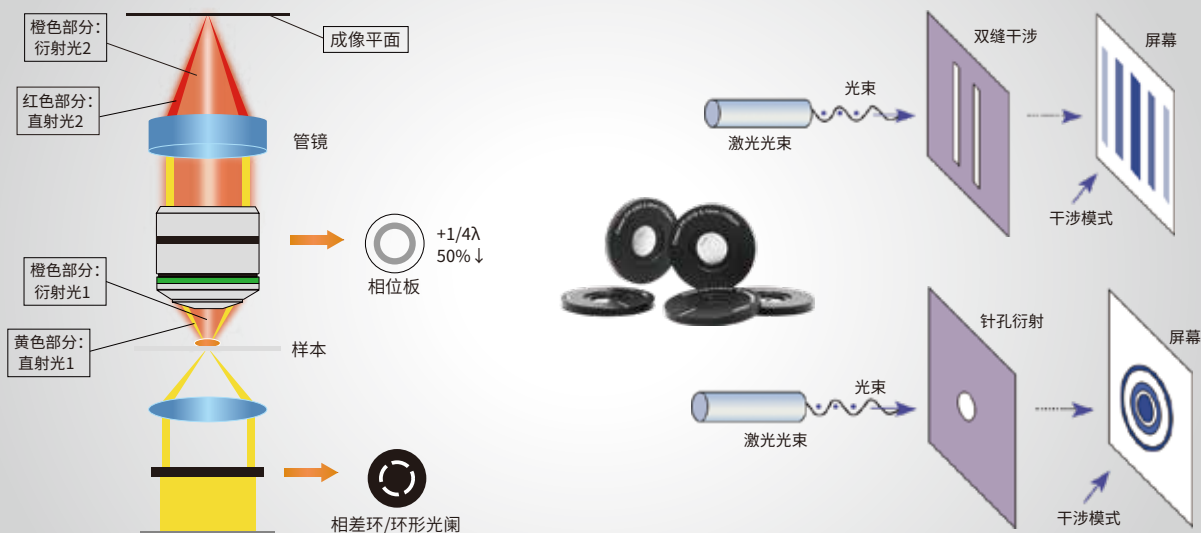 橙色部分：
衍射光2
成像平面
红色部分：
直射光2
管镜
+1/4λ
50%↓
相位板
橙色部分：
衍射光1
黄色部分：
直射光1
样本
相差环/环形光阑
双缝干涉
屏幕
光束
激光光束
干涉模式
针孔衍射
屏幕
光束
激光光束
干涉模式